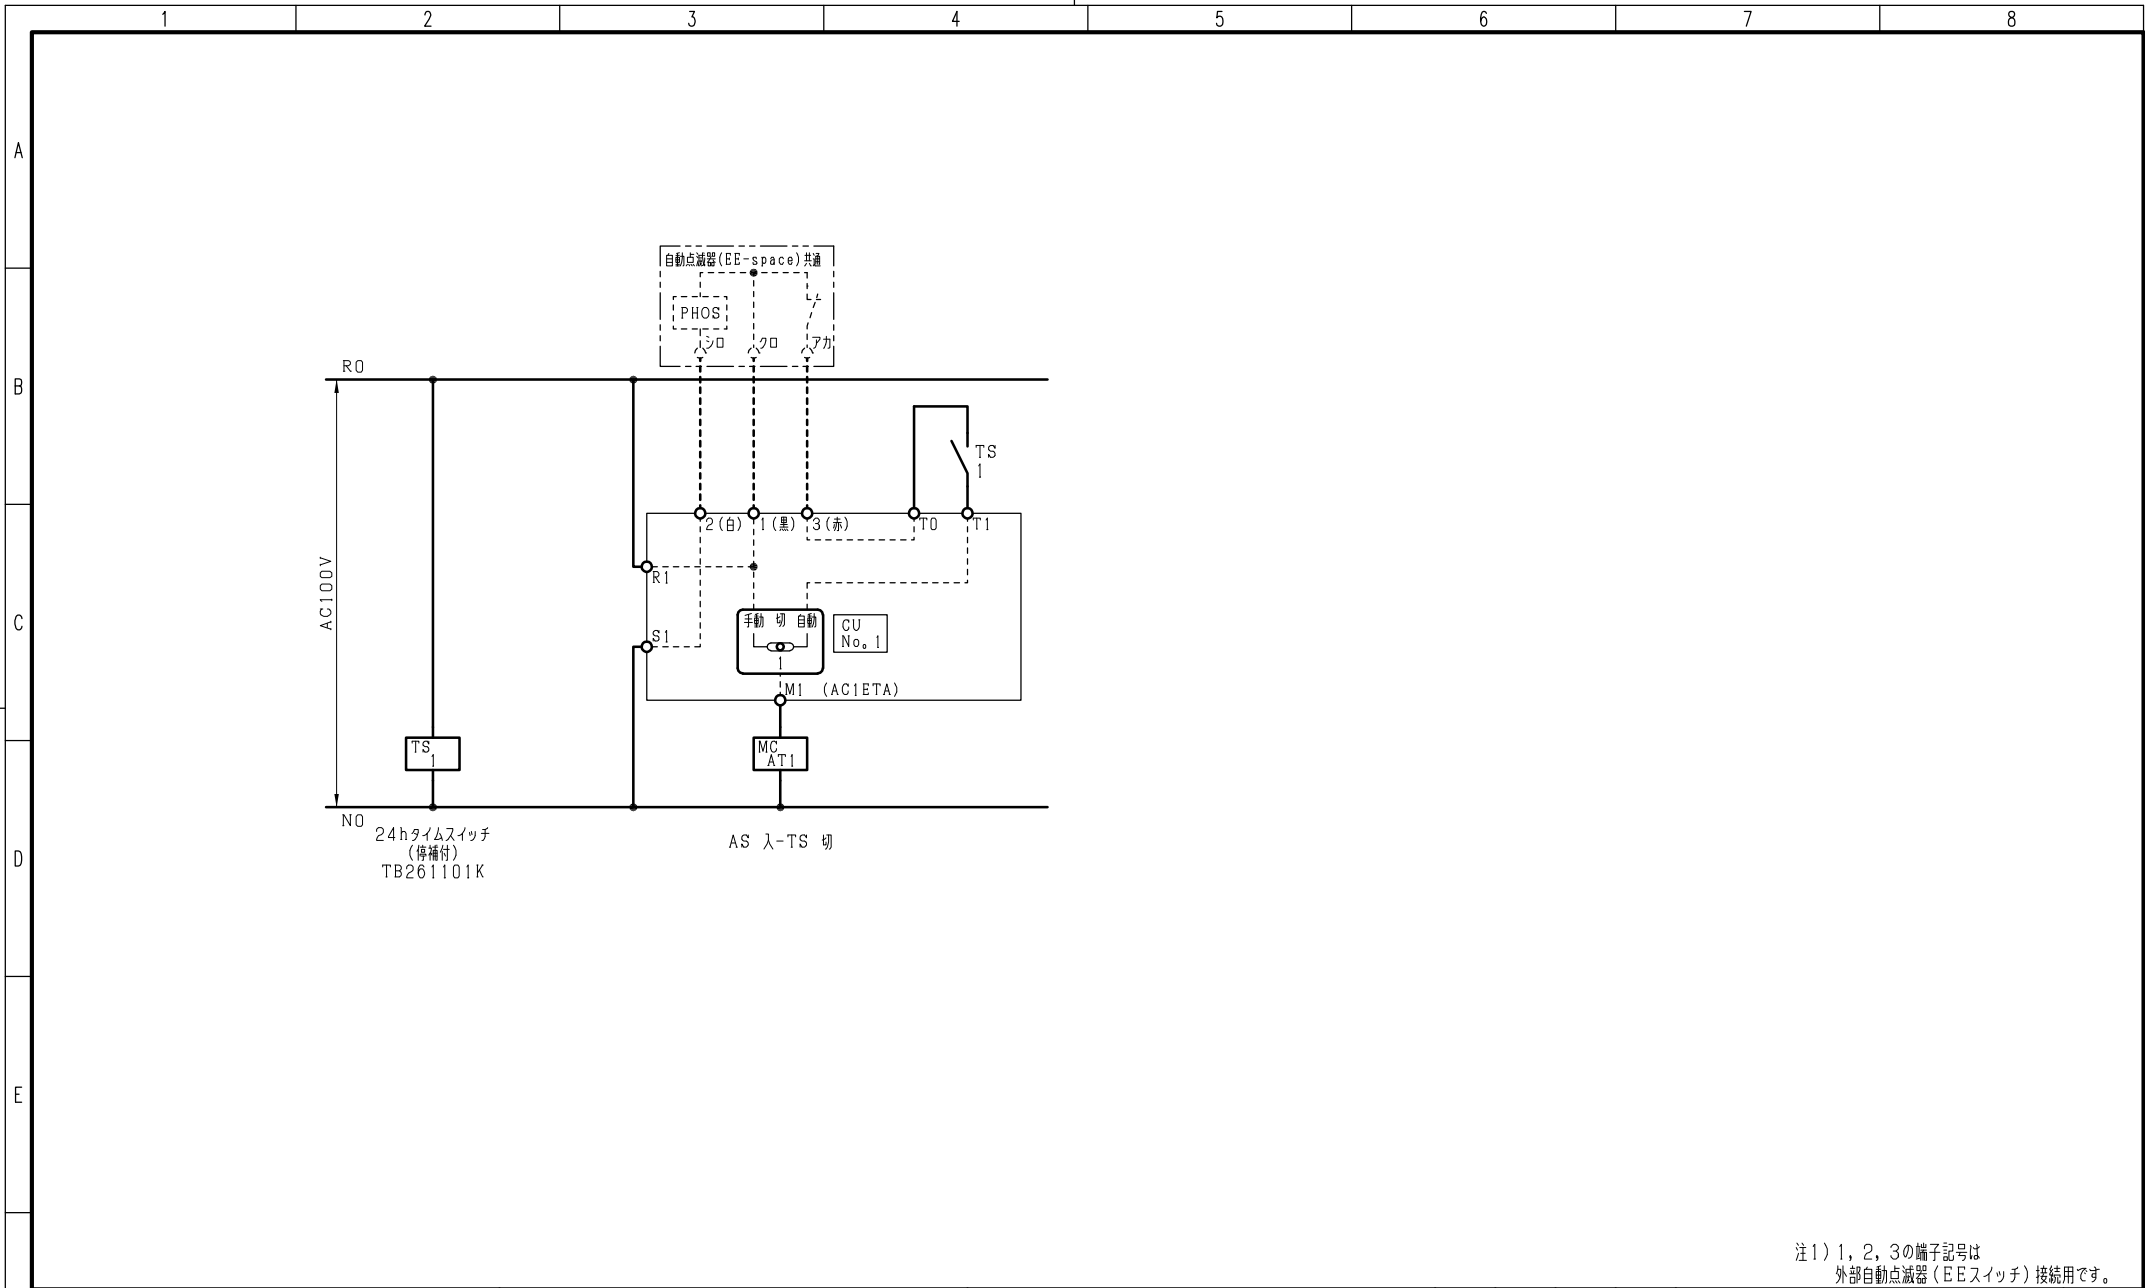 1 2 3 4 5 6 7 8
A
B
C
D
E
自動点滅器(EE-space)共通
PHOS
シロ クロ アカ
R0
TS
1
2(白) 1(黒) 3(赤) T0 T1
R1
AC100V
手動 切 自動
1
CU
No。1
S1
M1 (AC1ETA)
TS
1
MC
AT1
N0
24hタイムスイッチ
(停補付)
TB261101K
AS 入-TS 切
注1) 1, 2, 3の端子記号は
外部自動点滅器(EEスイッチ)接続用です。